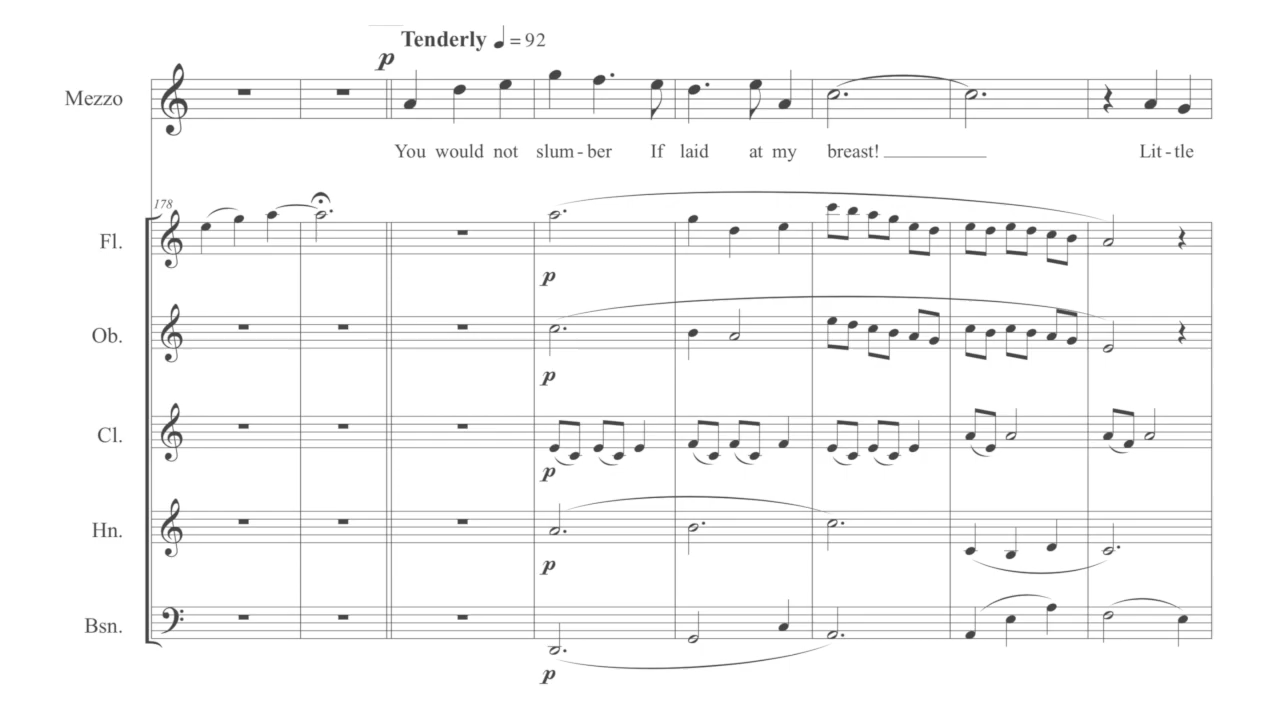 Tenderly ♩ = 92
p
Mezzo
You would not slum - ber If laid at my breast! Lit - tle
178
Fl.
p
Ob.
p
Cl.
p
Hn.
p
Bsn.
p